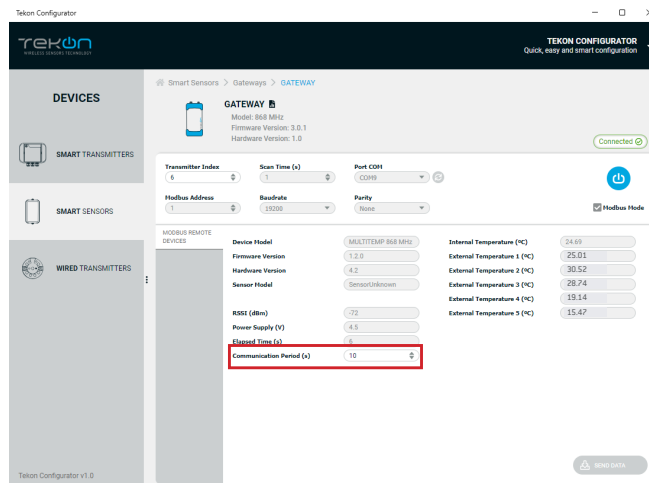 Tekon Configurator
Tekon
WIRELESS SENSORS TECHNOLOGY
TEKON CONFIGURATOR
Quick, easy and smart configuration
DEVICES
SMART TRANSMITTERS
SMART SENSORS
WIRED TRANSMITTERS
Tekon Configurator v1.0
Smart Sensors > Gateways > GATEWAY
GATEWAY
Model: 868 MHz
Firmware Version: 3.0.1
Hardware Version: 1.0
Connected
Transmitter Index Scan Time (s) Port COM
6 1 COM9
Modbus Address Baudrate Parity
1 19200 None
Modbus Mode
MODBUS REMOTE
DEVICES
Device Model MULTITEMP 868 MHz
Firmware Version 1.2.0
Hardware Version 4.2
Sensor Model SensorUnknown
RSSI (dBm) -72
Power Supply (V) 4.5
Elapsed Time (s) 6
Communication Period (s) 10
Internal Temperature (ºC) 24.69
External Temperature 1 (ºC) 25.01
External Temperature 2 (ºC) 30.52
External Temperature 3 (ºC) 28.74
External Temperature 4 (ºC) 19.14
External Temperature 5 (ºC) 15.47
SEND DATA